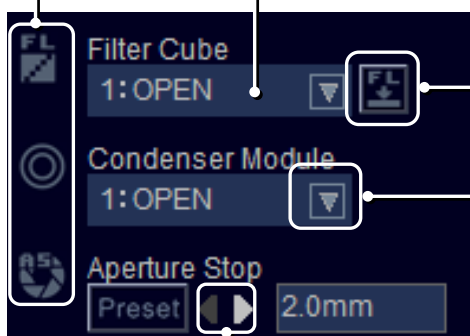 FL
Filter Cube
1: OPEN
FL
Condenser Module
1: OPEN
AS
Aperture Stop
Preset
2.0mm